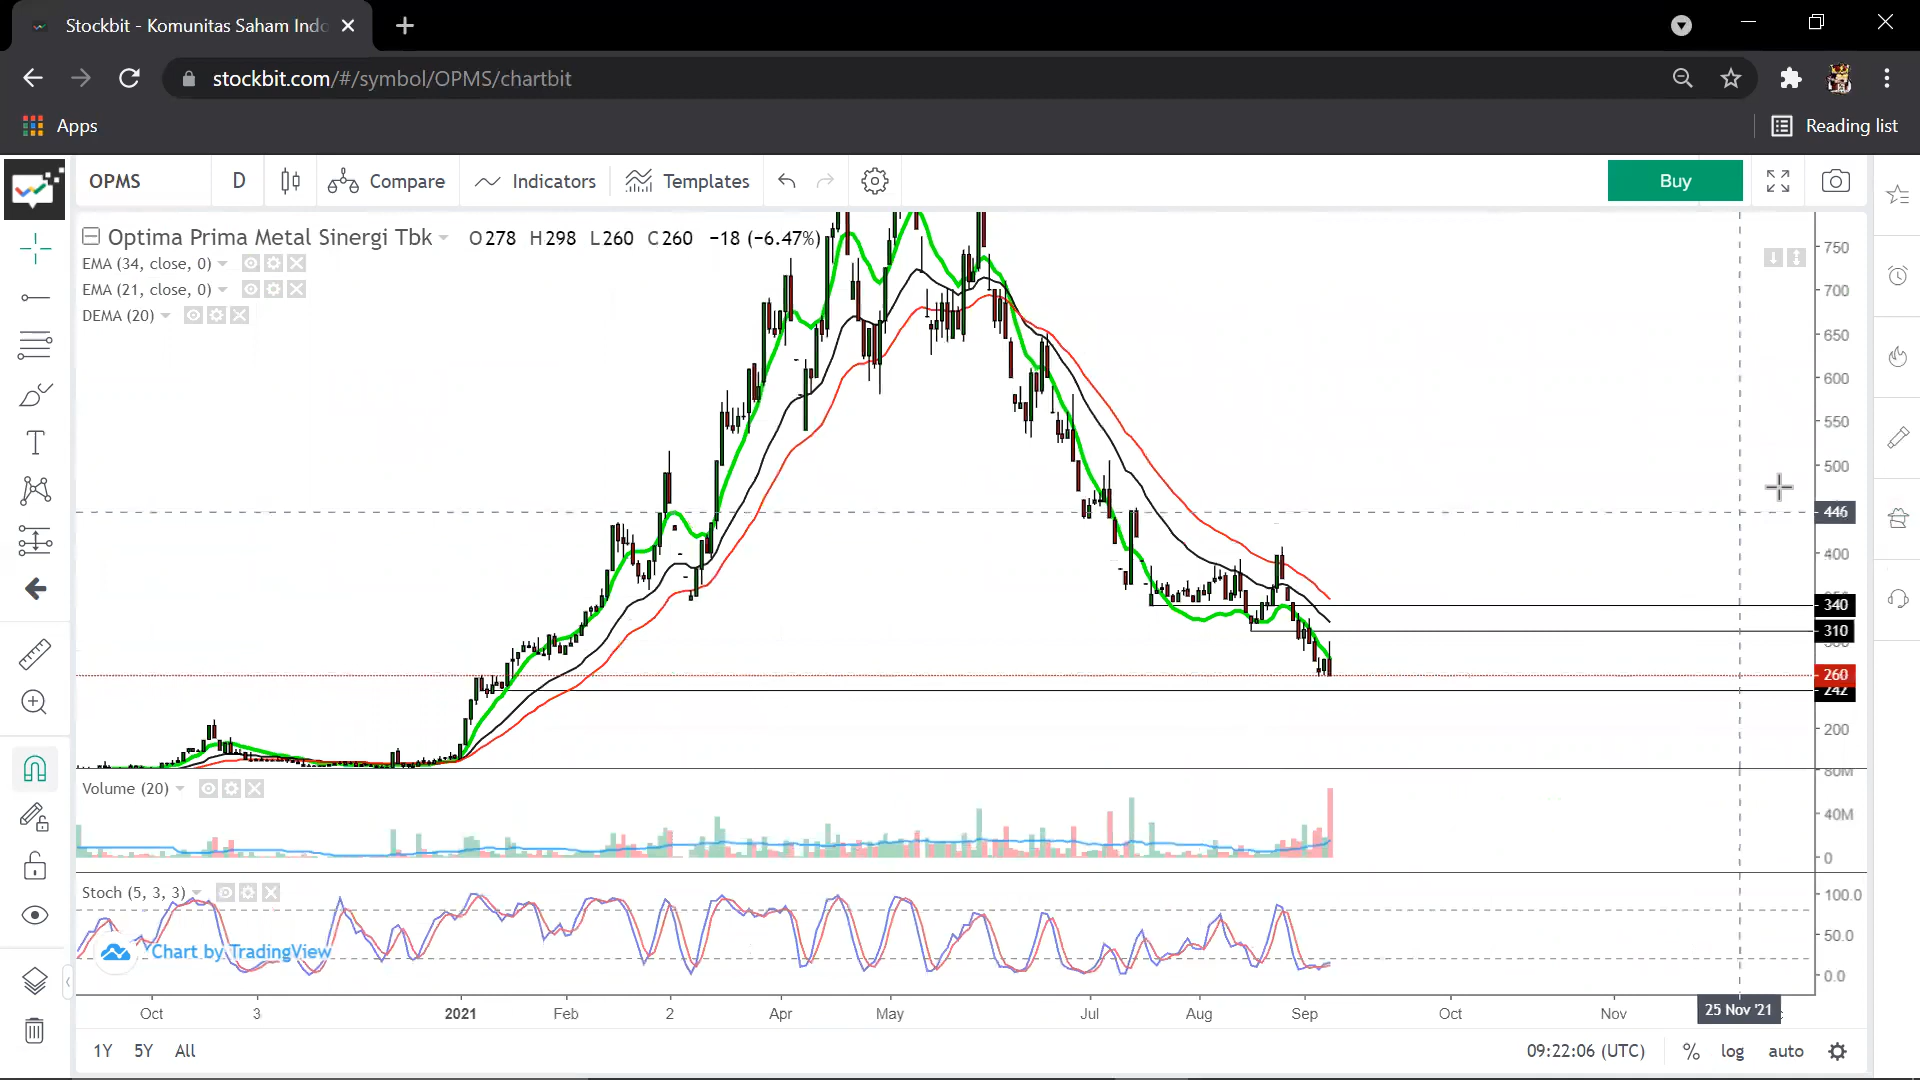 Stockbit - Komunitas Saham Indo
stockbit.com/#/symbol/OPMS/chartbit
Apps
Reading list
OPMS
D
Compare
Indicators
Templates
Buy
Optima Prima Metal Sinergi Tbk O278 H298 L260 C260 −18 (−6.47%)
EMA (34, close, 0)
EMA (21, close, 0)
DEMA (20)
750
700
650
600
550
500
446
400
340
310
260
242
200
Volume (20)
80M
40M
0
Stoch (5, 3, 3)
100.0
50.0
0.0
Chart by TradingView
Oct 3 2021 Feb 2 Apr May Jul Aug Sep Oct Nov 25 Nov '21
1Y 5Y All
09:22:06 (UTC) % log auto